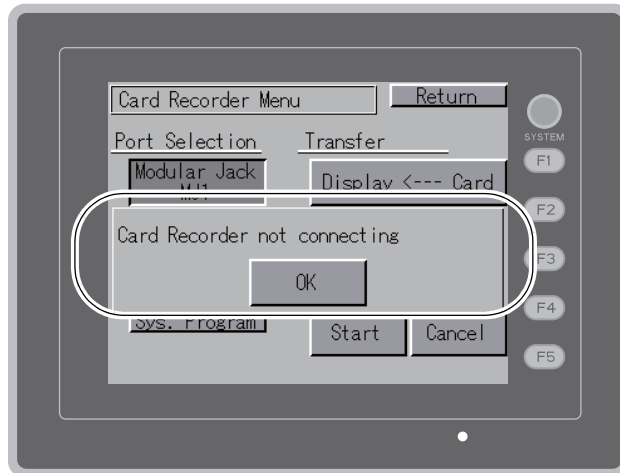 Card Recorder Menu
Return
Port Selection
Transfer
SYSTEM
F1
Modular Jack
MJ1
Display <--- Card
F2
Card Recorder not connecting
F3
OK
F4
Sys. Program
Start
Cancel
F5